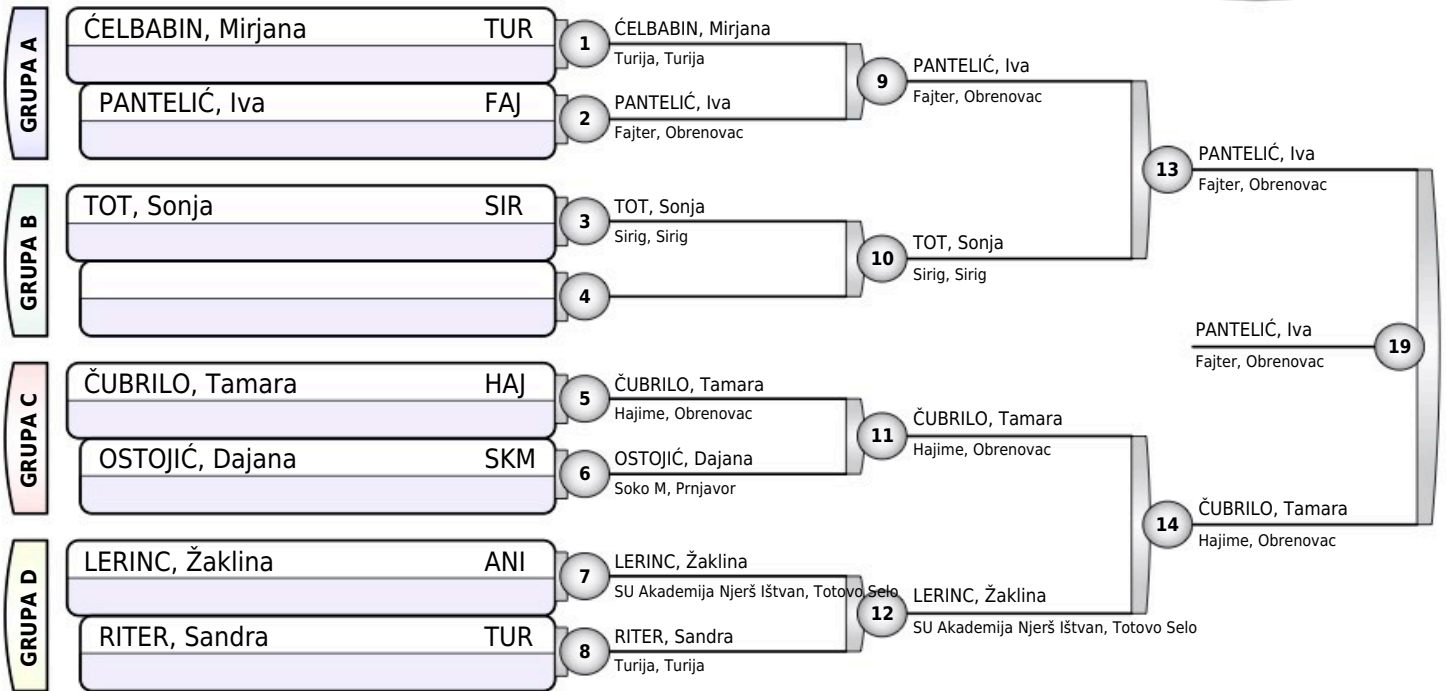 GRUPA A
ĆELBABIN, Mirjana TUR
PANTELIĆ, Iva FAJ
GRUPA B
TOT, Sonja SIR
GRUPA C
ČUBRILO, Tamara HAJ
OSTOJIĆ, Dajana SKM
GRUPA D
LERINC, Žaklina ANI
RITER, Sandra TUR
1
ĆELBABIN, Mirjana
Turija, Turija
2
PANTELIĆ, Iva
Fajter, Obrenovac
3
TOT, Sonja
Sirig, Sirig
4
5
ČUBRILO, Tamara
Hajime, Obrenovac
6
OSTOJIĆ, Dajana
Soko M, Prnjavor
7
LERINC, Žaklina
SU Akademija Njerš Ištvan, Totovo Selo
8
RITER, Sandra
Turija, Turija
9
PANTELIĆ, Iva
Fajter, Obrenovac
10
TOT, Sonja
Sirig, Sirig
11
ČUBRILO, Tamara
Hajime, Obrenovac
12
LERINC, Žaklina
SU Akademija Njerš Ištvan, Totovo Selo
13
PANTELIĆ, Iva
Fajter, Obrenovac
14
ČUBRILO, Tamara
Hajime, Obrenovac
PANTELIĆ, Iva
Fajter, Obrenovac
19